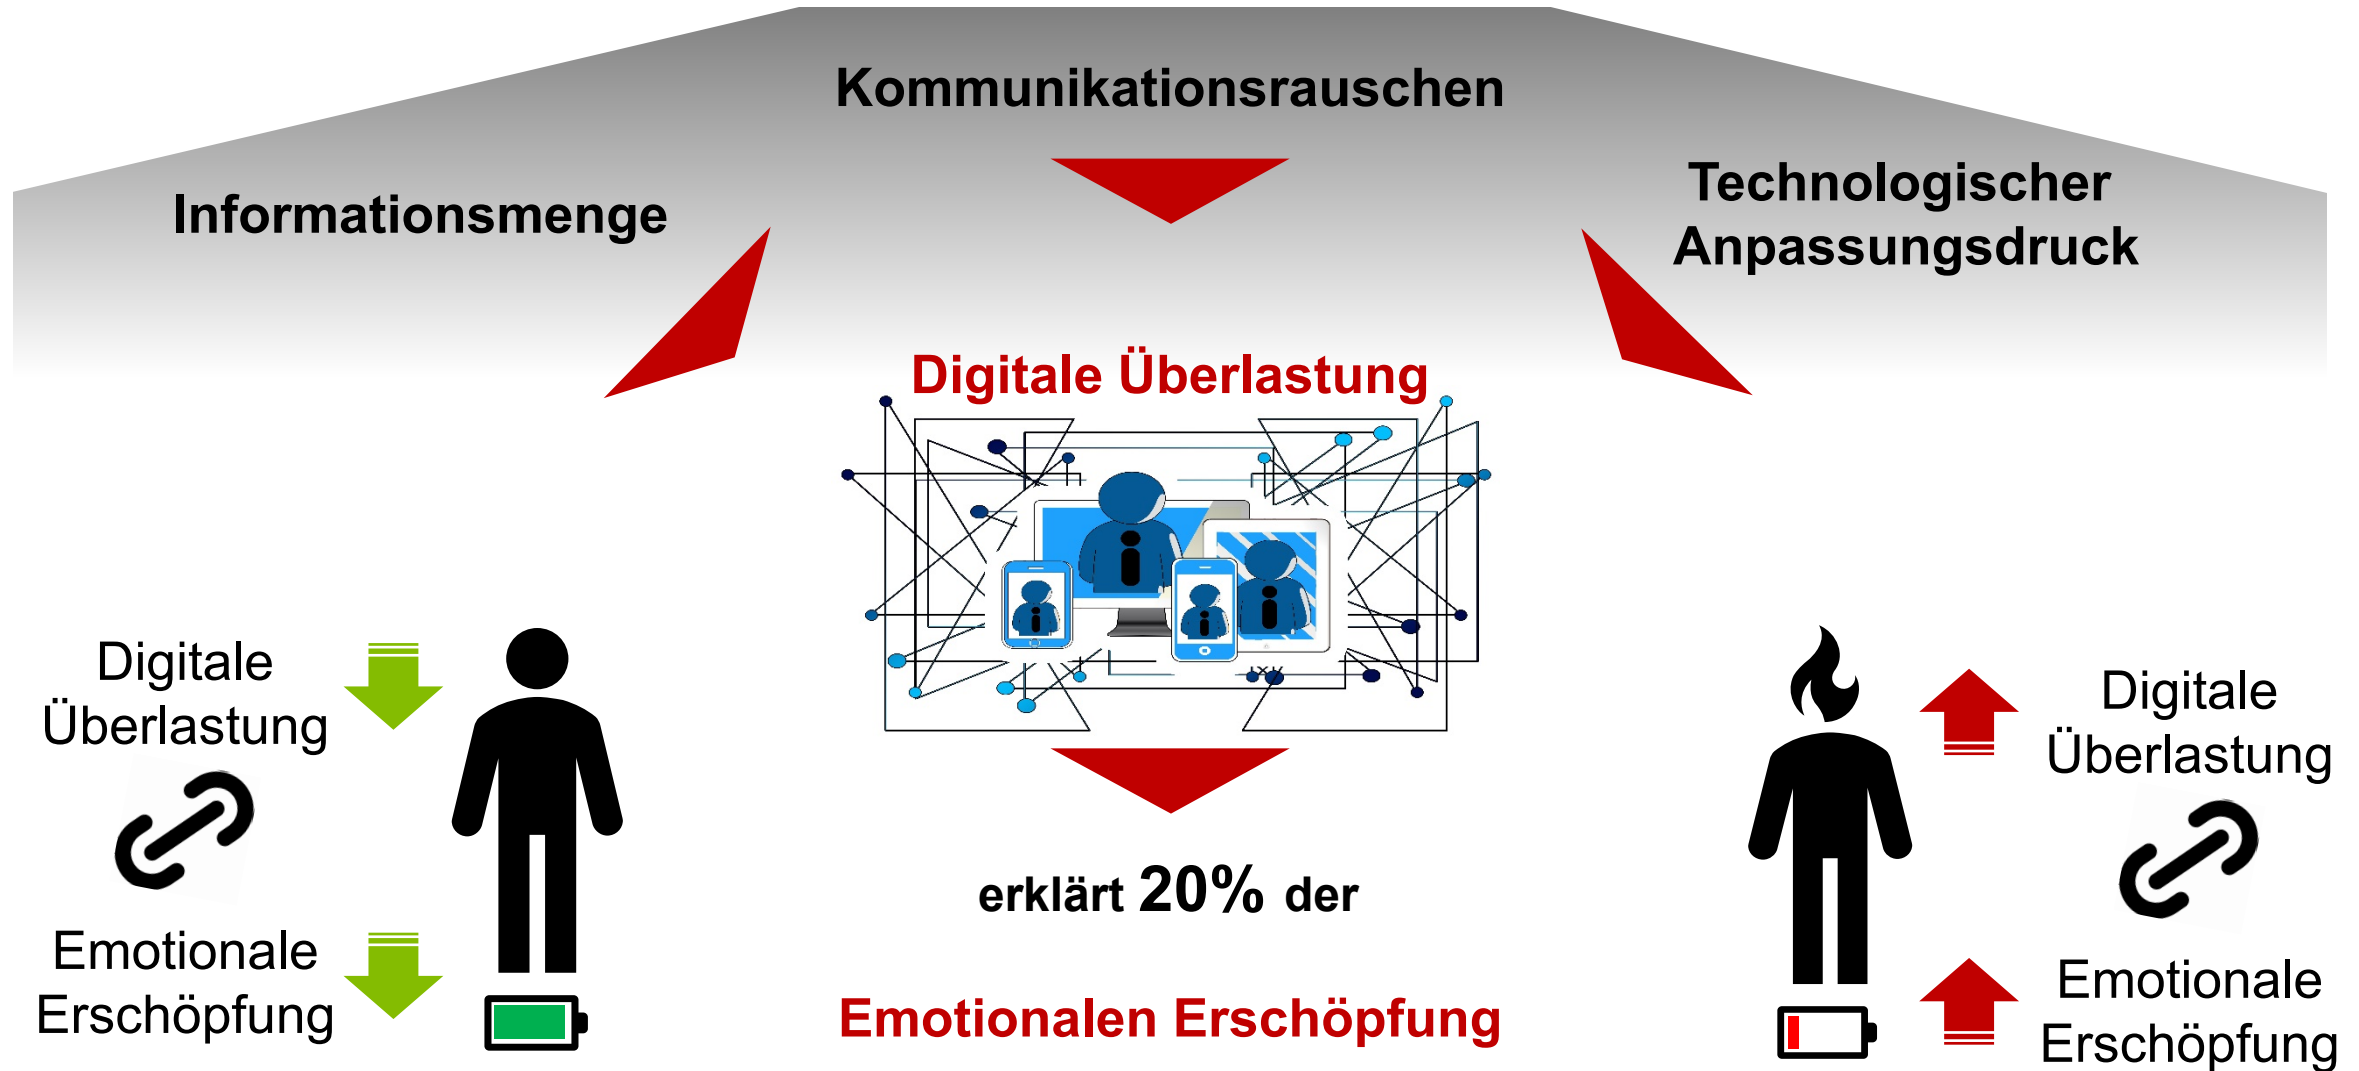 Kommunikationsrauschen
Informationsmenge
Technologischer
Anpassungsdruck
Digitale Überlastung
Digitale
Überlastung
Emotionale
Erschöpfung
erklärt 20% der
Emotionalen Erschöpfung
Digitale
Überlastung
Emotionale
Erschöpfung